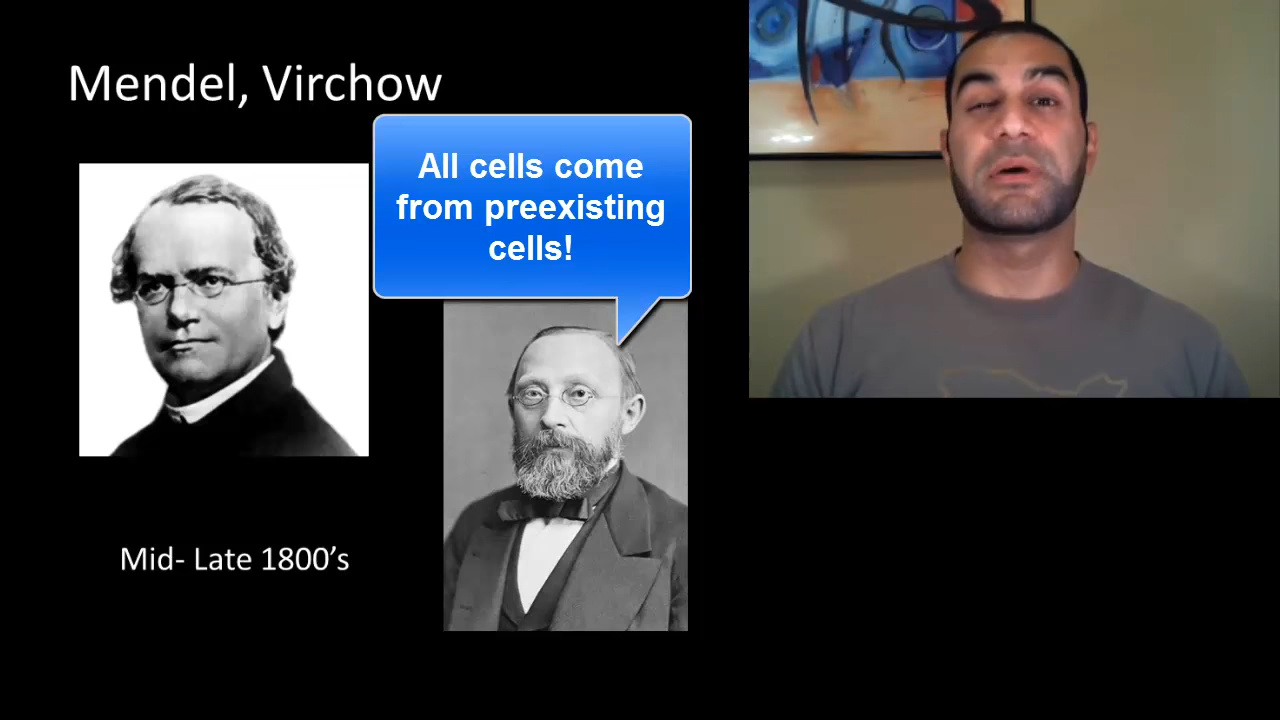 Mendel, Virchow
All cells come
from preexisting
cells!
Mid- Late 1800’s